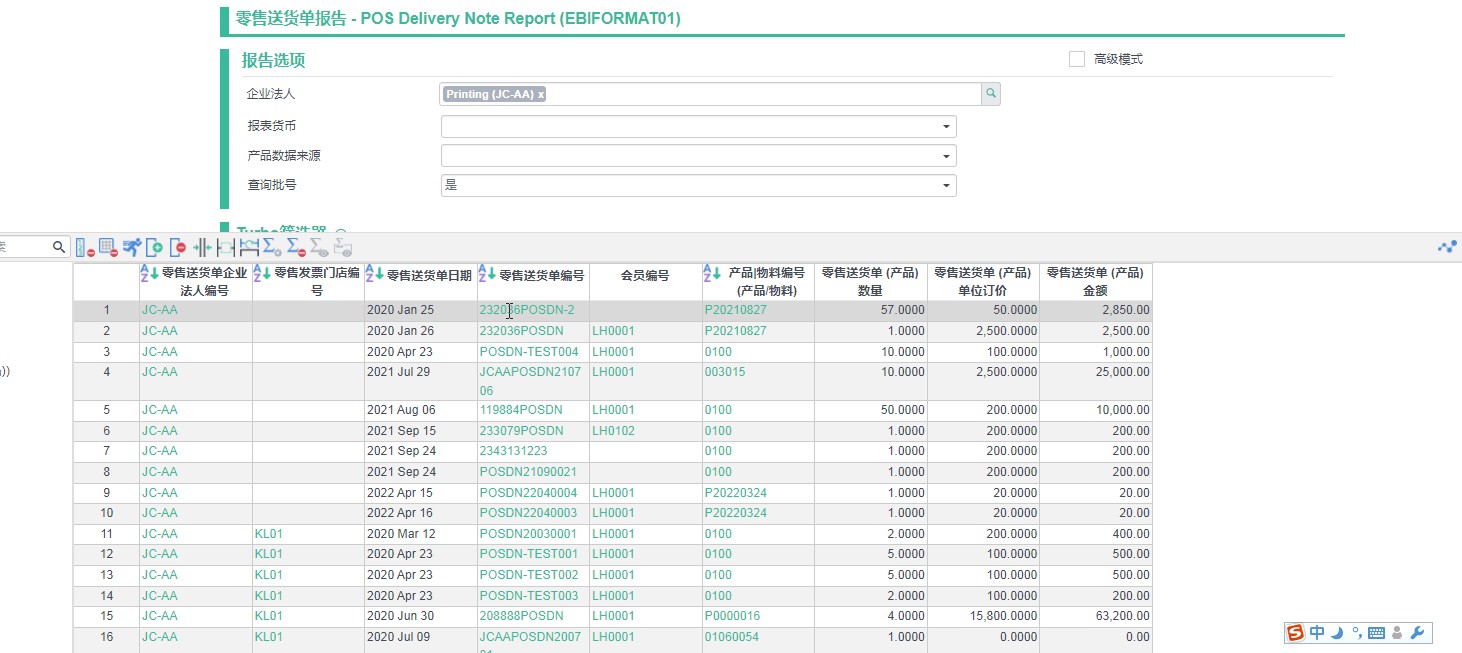 零售送货单报告 - POS Delivery Note Report (EBIFORMAT01)
报告选项
高级模式
企业法人 Printing (JC-AA) x
报表货币
产品数据来源
查询批号 是
Turbo筛选器
索
零售送货单企业法人编号 零售发票门店编号 零售送货单日期 零售送货单编号 会员编号 产品|物料编号 (产品/物料) 零售送货单 (产品) 数量 零售送货单 (产品) 单位订价 零售送货单 (产品) 金额
1 JC-AA 2020 Jan 25 232036POSDN-2 P20210827 57.0000 50.0000 2,850.00
2 JC-AA 2020 Jan 26 232036POSDN LH0001 P20210827 1.0000 2,500.0000 2,500.00
3 JC-AA 2020 Apr 23 POSDN-TEST004 LH0001 0100 10.0000 100.0000 1,000.00
))
4 JC-AA 2021 Jul 29 JCAAPOSDN210706 LH0001 003015 10.0000 2,500.0000 25,000.00
5 JC-AA 2021 Aug 06 119884POSDN LH0001 0100 50.0000 200.0000 10,000.00
6 JC-AA 2021 Sep 15 233079POSDN LH0102 0100 1.0000 200.0000 200.00
7 JC-AA 2021 Sep 24 2343131223 0100 1.0000 200.0000 200.00
8 JC-AA 2021 Sep 24 POSDN21090021 0100 1.0000 200.0000 200.00
9 JC-AA 2022 Apr 15 POSDN22040004 LH0001 P20220324 1.0000 20.0000 20.00
10 JC-AA 2022 Apr 16 POSDN22040003 LH0001 P20220324 1.0000 20.0000 20.00
11 JC-AA KL01 2020 Mar 12 POSDN20030001 LH0001 0100 2.0000 200.0000 400.00
12 JC-AA KL01 2020 Apr 23 POSDN-TEST001 LH0001 0100 5.0000 100.0000 500.00
13 JC-AA KL01 2020 Apr 23 POSDN-TEST002 LH0001 0100 5.0000 100.0000 500.00
14 JC-AA KL01 2020 Apr 23 POSDN-TEST003 LH0001 0100 2.0000 100.0000 200.00
15 JC-AA KL01 2020 Jun 30 208888POSDN LH0001 P0000016 4.0000 15,800.0000 63,200.00
16 JC-AA KL01 2020 Jul 09 JCAAPOSDN2007 LH0001 01060054 1.0000 0.0000 0.00
中